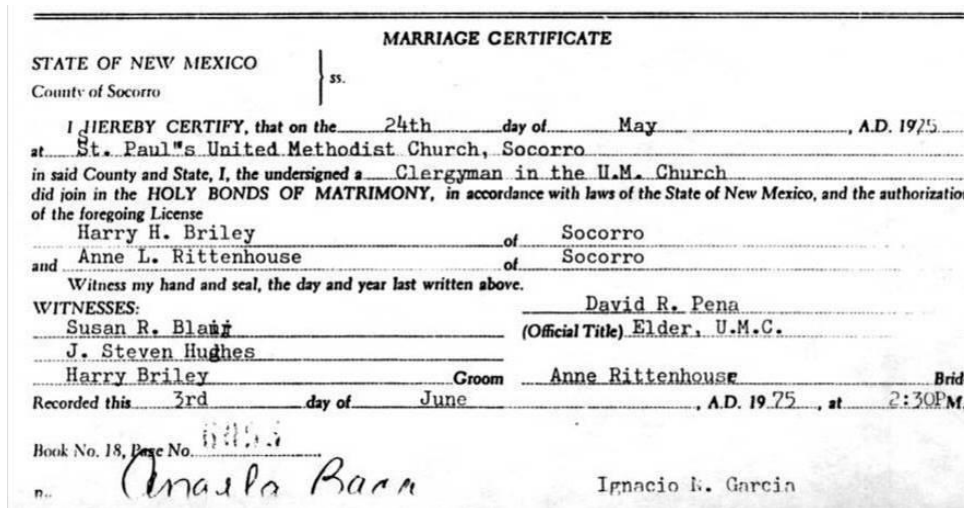 MARRIAGE CERTIFICATE
STATE OF NEW MEXICO
ss.
County of Socorro
I HEREBY CERTIFY, that on the 24th day of May, A.D. 1975
at St. Paul"s United Methodist Church, Socorro
in said County and State, I, the undersigned a Clergyman in the U.M. Church
did join in the HOLY BONDS OF MATRIMONY, in accordance with laws of the State of New Mexico, and the authorization
of the foregoing License
Harry H. Briley of Socorro
and Anne L. Rittenhouse of Socorro
Witness my hand and seal, the day and year last written above.
WITNESSES: David R. Pena
Susan R. Blair (Official Title) Elder, U.M.C.
J. Steven Hughes
Harry Briley Groom Anne Rittenhouse Brid
Recorded this 3rd day of June, A.D. 1975, at 2:30PM.
Book No. 18, Page No.
Ignacio Garcia